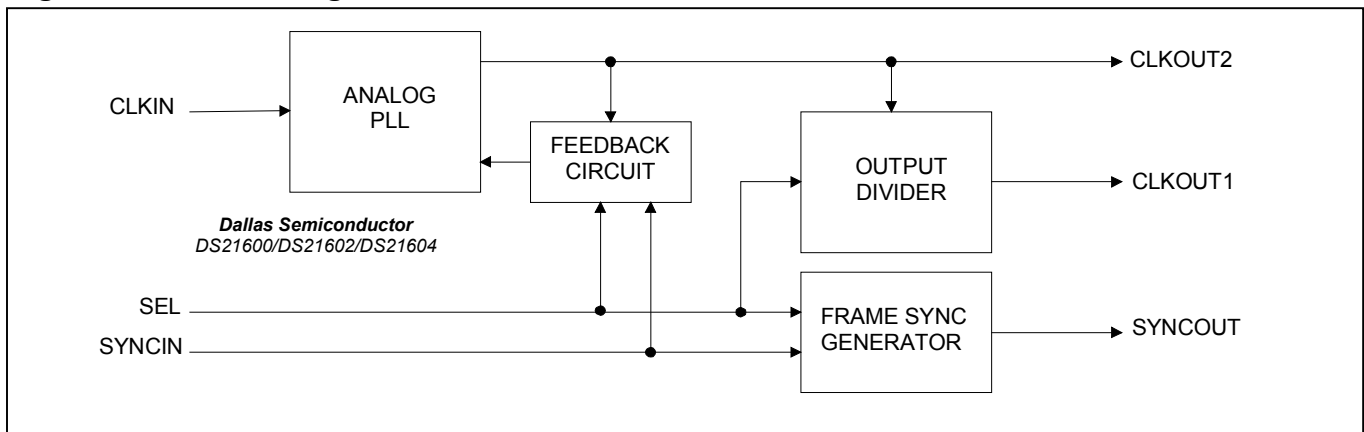 CLKIN
ANALOG
PLL
FEEDBACK
CIRCUIT
OUTPUT
DIVIDER
CLKOUT2
CLKOUT1
Dallas Semiconductor
DS21600/DS21602/DS21604
SEL
SYNCIN
FRAME SYNC
GENERATOR
SYNCOUT